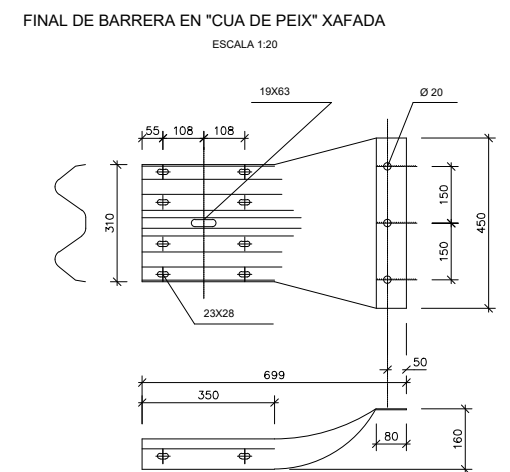 FINAL DE BARRERA EN "CUA DE PEIX" XAFADA
ESCALA 1:20
19X63
Ø 20
55 108 108
310
150
150
450
23X28
50
699
350
80
160